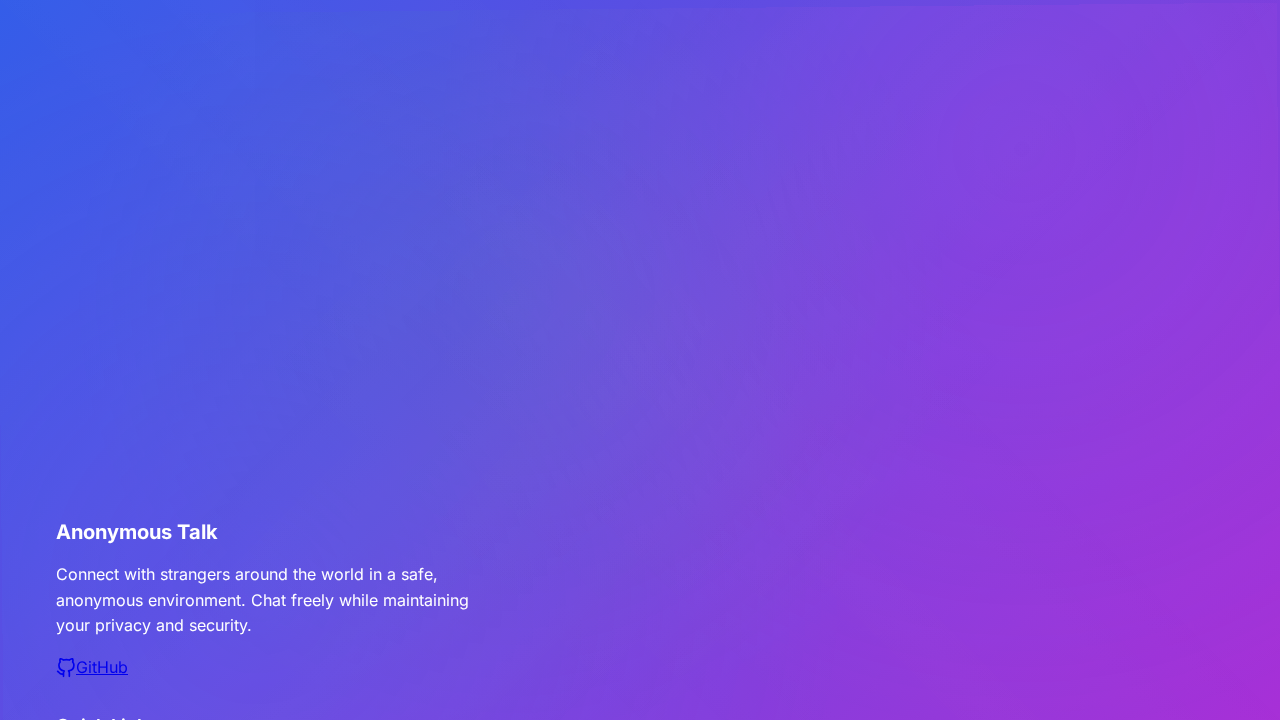 Anonymous Talk
Connect with strangers around the world in a safe,
anonymous environment. Chat freely while maintaining
your privacy and security.
GitHub